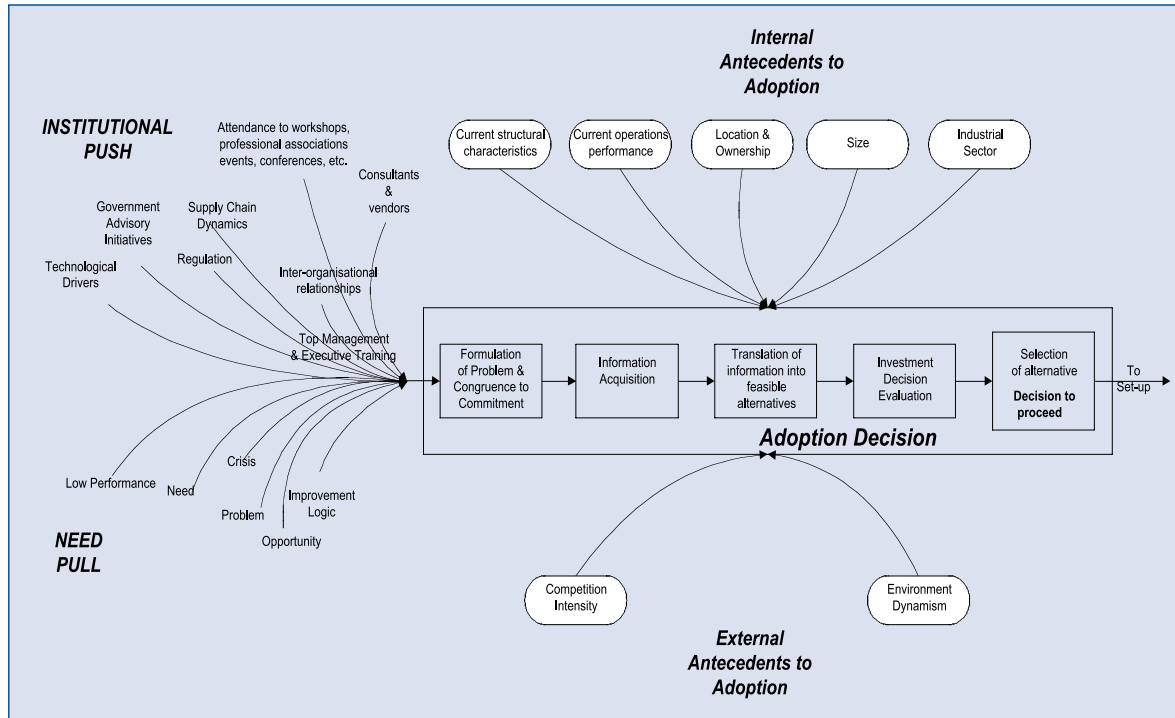 Internal
Antecedents to
Adoption
INSTITUTIONAL
PUSH
Attendance to workshops,
professional associations
events, conferences, etc.
Consultants
&
vendors
Government
Advisory
Initiatives
Supply Chain
Dynamics
Technological
Drivers
Regulation
Inter-organisational
relationships
Top Management
& Executive Training
Current structural
characteristics
Current operations
performance
Location &
Ownership
Size
Industrial
Sector
Formulation
of Problem &
Congruence to
Commitment
Information
Acquisition
Translation of
information into
feasible
alternatives
Investment
Decision
Evaluation
Selection
of alternative
Decision to
proceed
To
Set-up
Adoption Decision
Low Performance
Need
Crisis
Problem
Opportunity
Improvement
Logic
NEED
PULL
Competition
Intensity
Environment
Dynamism
External
Antecedents to
Adoption